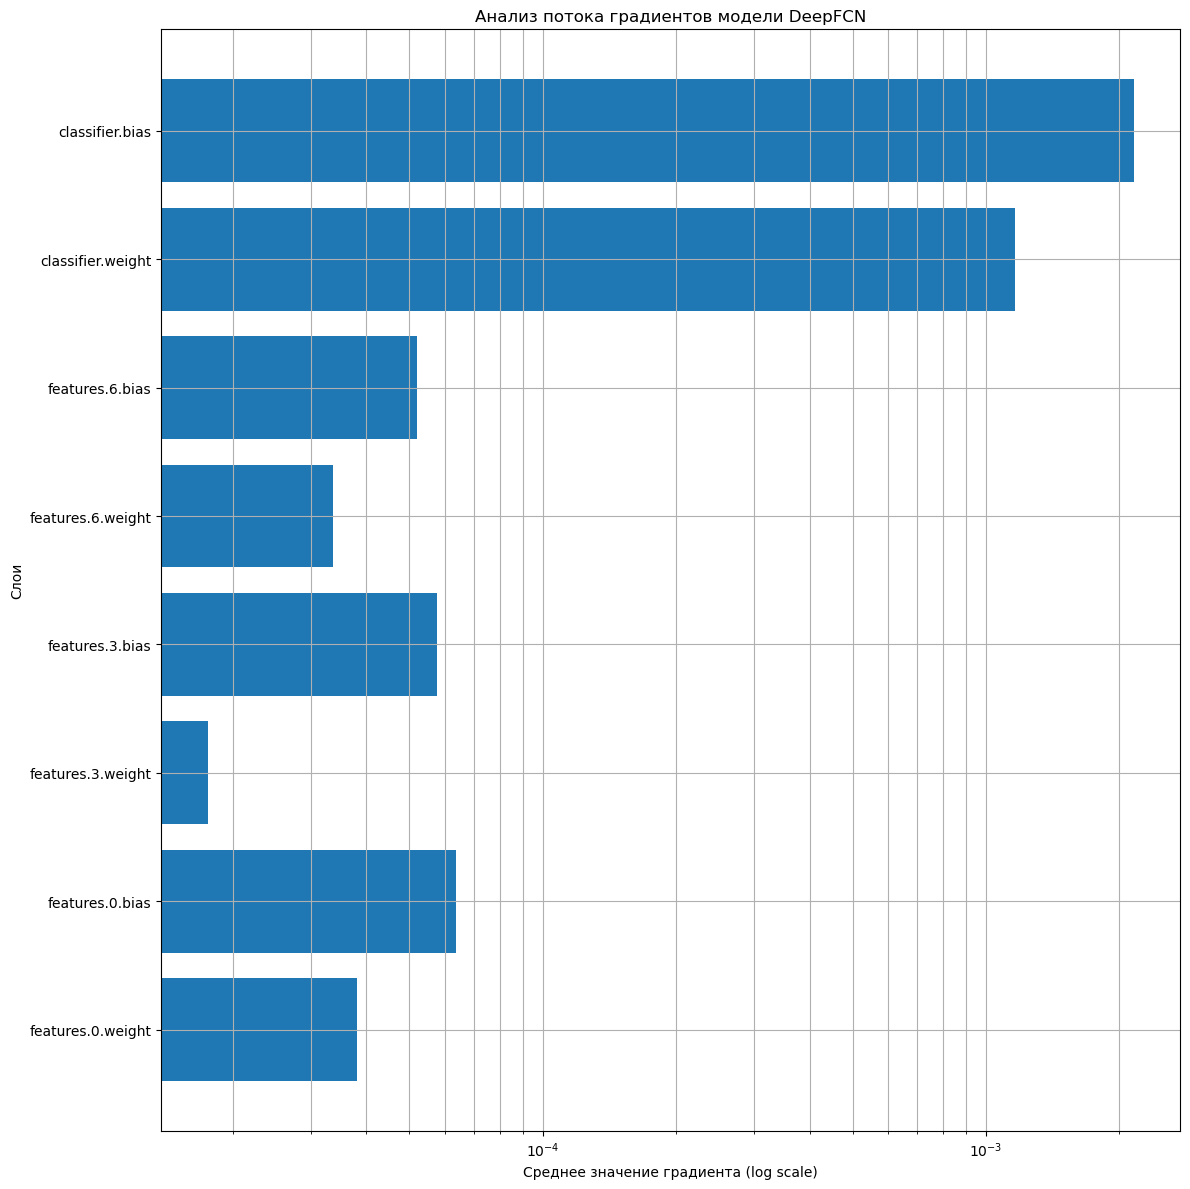 Анализ потока градиентов модели DeepFCN
classifier.bias
classifier.weight
features.6.bias
features.6.weight
features.3.bias
features.3.weight
features.0.bias
features.0.weight
Слои
10⁻⁴ 10⁻³
Среднее значение градиента (log scale)